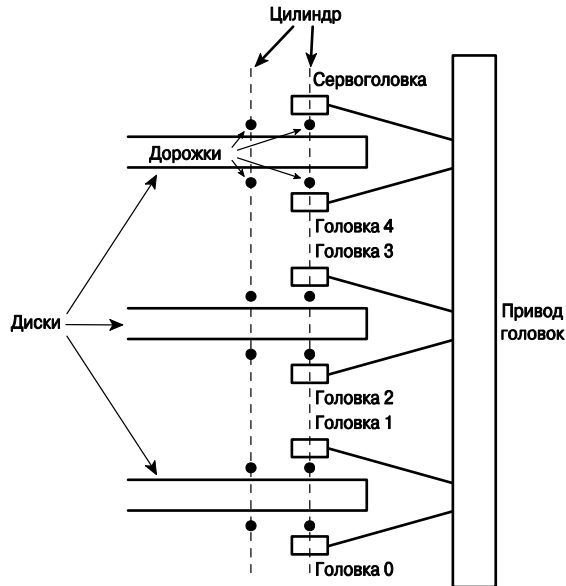 Цилиндр
Сервоголовка
Дорожки
Головка 4
Головка 3
Диски
Привод
головок
Головка 2
Головка 1
Головка 0